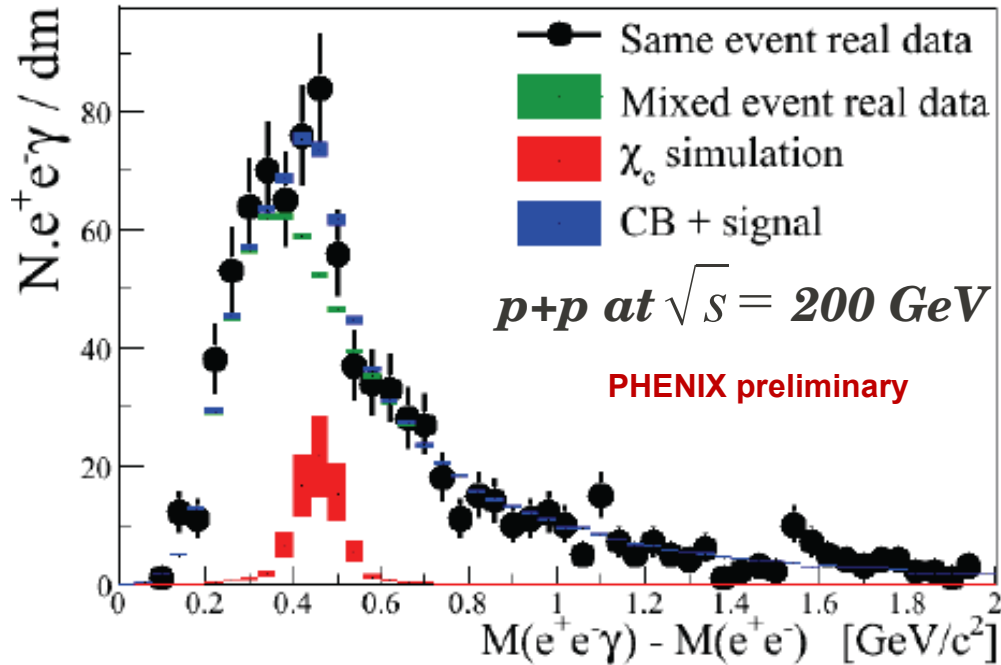 N.e⁺e⁻γ / dm
80
60
40
20
0
Same event real data
Mixed event real data
χc simulation
CB + signal
p+p at √s = 200 GeV
PHENIX preliminary
0 0.2 0.4 0.6 0.8 1 1.2 1.4 1.6 1.8 2
M(e⁺e⁻γ) - M(e⁺e⁻) [GeV/c²]